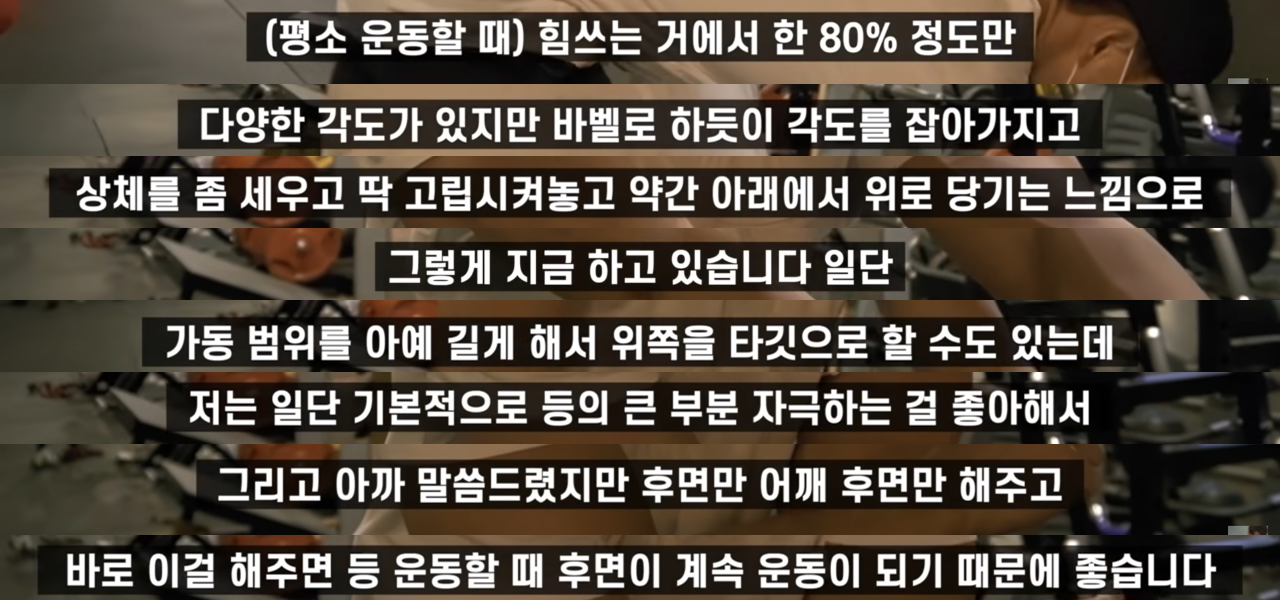 (평소 운동할 때) 힘쓰는 거에서 한 80% 정도만
다양한 각도가 있지만 바벨로 하듯이 각도를 잡아가지고
상체를 좀 세우고 딱 고립시켜놓고 약간 아래에서 위로 당기는 느낌으로
그렇게 지금 하고 있습니다 일단
가동 범위를 아예 길게 해서 위쪽을 타깃으로 할 수도 있는데
저는 일단 기본적으로 등의 큰 부분 자극하는 걸 좋아해서
그리고 아까 말씀드렸지만 후면만 어깨 후면만 해주고
바로 이걸 해주면 등 운동할 때 후면이 계속 운동이 되기 때문에 좋습니다